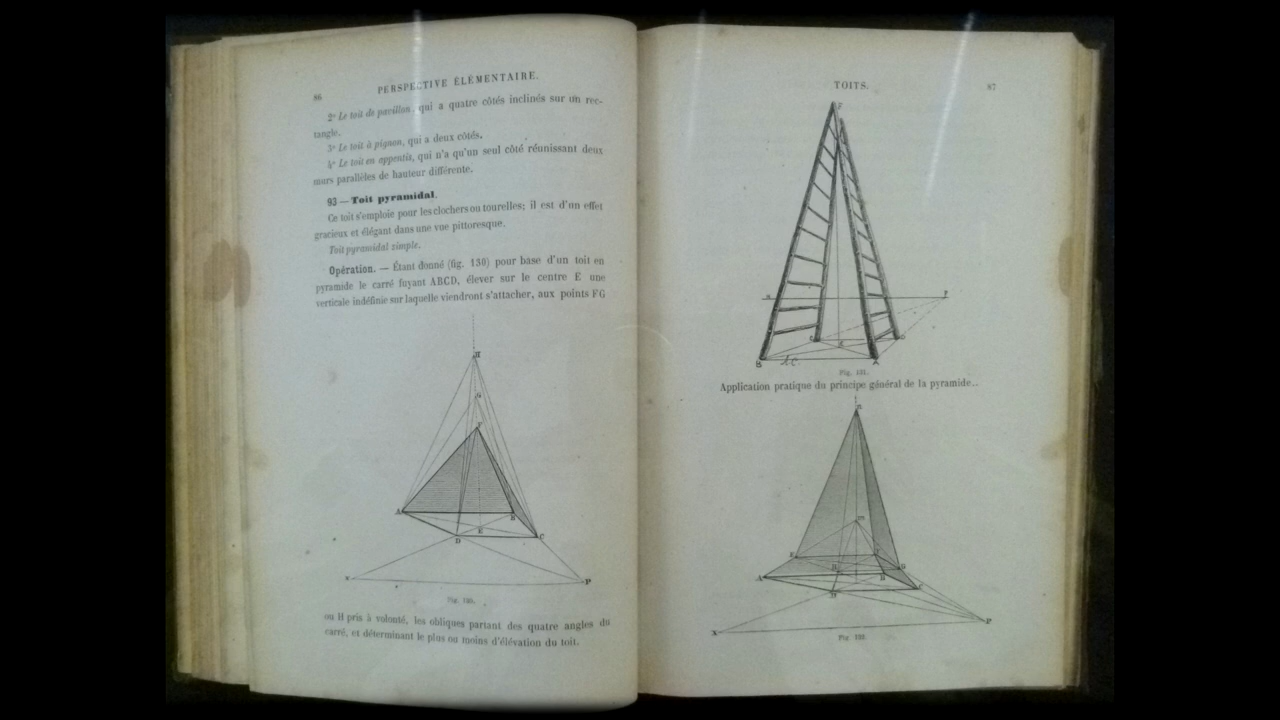 86
PERSPECTIVE ÉLÉMENTAIRE.
2° Le toit de pavillon, qui a quatre côtés inclinés sur un rec-
tangle.
3° Le toit à pignon, qui a deux côtés.
4° Le toit en appentis, qui n'a qu'un seul côté réunissant deux
murs parallèles de hauteur différente.
93 — Toit pyramidal.
Ce toit s'emploie pour les clochers ou tourelles; il est d'un effet
gracieux et élégant dans une vue pittoresque.
Toit pyramidal simple.
Opération. — Étant donné (fig. 130) pour base d'un toit en
pyramide le carré fuyant ABCD, élever sur le centre E une
verticale indéfinie sur laquelle viendront s'attacher, aux points FG
H
A
B
E
D
C
P
Fig. 130.
ou H pris à volonté, les obliques partant des quatre angles du
carré, et déterminant le plus ou moins d'élévation du toit.
TOITS.
87
F
P
E
B
A
Fig. 131.
Application pratique du principe général de la pyramide..
A
X
P
Fig. 132.